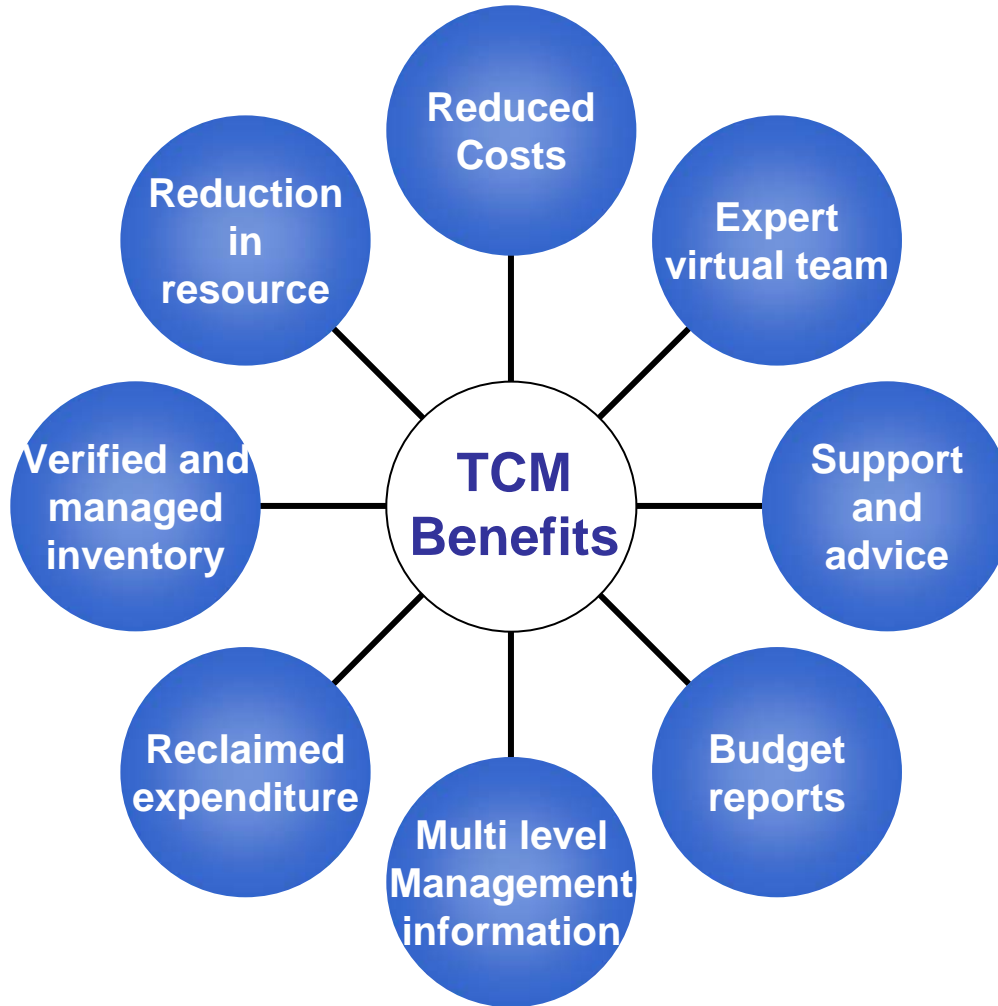 Reduced
Costs
Expert
virtual team
Support
and
advice
Budget
reports
Multi level
Management
information
Reclaimed
expenditure
Verified and
managed
inventory
Reduction
in
resource
TCM
Benefits